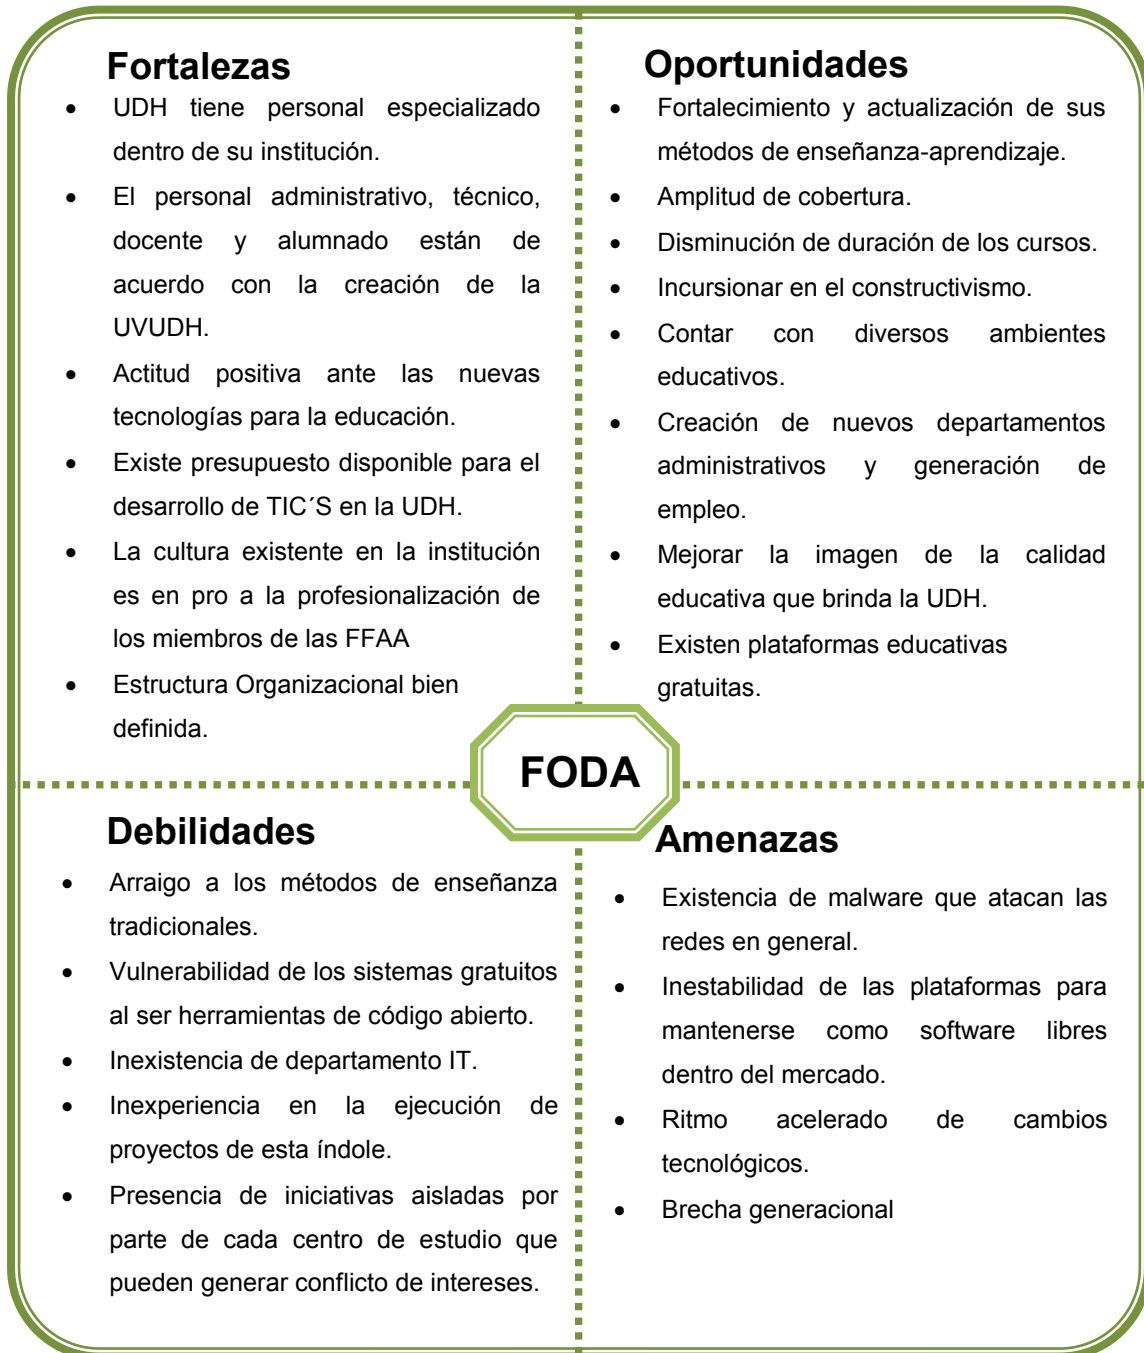 Fortalezas
• UDH tiene personal especializado
dentro de su institución.
• El personal administrativo, técnico,
docente y alumnado están de
acuerdo con la creación de la
UVUDH.
• Actitud positiva ante las nuevas
tecnologías para la educación.
• Existe presupuesto disponible para el
desarrollo de TIC´S en la UDH.
• La cultura existente en la institución
es en pro a la profesionalización de
los miembros de las FFAA
• Estructura Organizacional bien
definida.
Oportunidades
• Fortalecimiento y actualización de sus
métodos de enseñanza-aprendizaje.
• Amplitud de cobertura.
• Disminución de duración de los cursos.
• Incursionar en el constructivismo.
• Contar con diversos ambientes
educativos.
• Creación de nuevos departamentos
administrativos y generación de
empleo.
• Mejorar la imagen de la calidad
educativa que brinda la UDH.
• Existen plataformas educativas
gratuitas.
FODA
Debilidades
• Arraigo a los métodos de enseñanza
tradicionales.
• Vulnerabilidad de los sistemas gratuitos
al ser herramientas de código abierto.
• Inexistencia de departamento IT.
• Inexperiencia en la ejecución de
proyectos de esta índole.
• Presencia de iniciativas aisladas por
parte de cada centro de estudio que
pueden generar conflicto de intereses.
Amenazas
• Existencia de malware que atacan las
redes en general.
• Inestabilidad de las plataformas para
mantenerse como software libres
dentro del mercado.
• Ritmo acelerado de cambios
tecnológicos.
• Brecha generacional